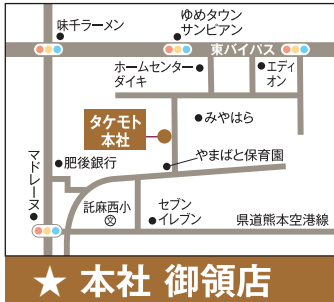 味千ラーメン
ゆめタウン
サンピアン
東バイパス
ホームセンター
ダイキ
エディ
オン
タケモト
本社
みやはら
マドレーヌ
肥後銀行
やまばと保育園
託麻西小
文
セブン
イレブン
県道熊本空港線
★ 本社 御領店